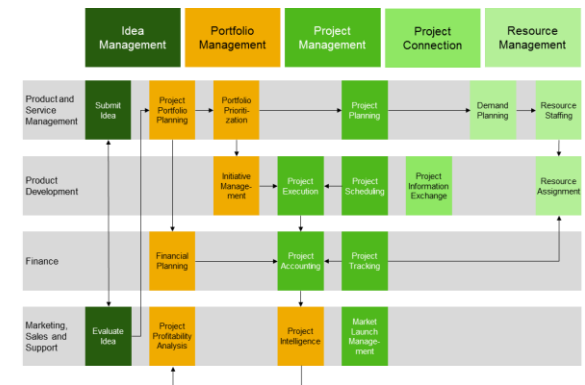 Idea
Management
Portfolio
Management
Project
Management
Project
Connection
Resource
Management
Product and
Service
Management
Submit
Idea
Project
Portfolio
Planning
Portfolio
Prioriti-
zation
Project
Planning
Demand
Planning
Resource
Staffing
Product
Development
Initiative
Manage-
ment
Project
Execution
Project
Scheduling
Project
Information
Exchange
Resource
Assignment
Finance
Financial
Planning
Project
Accounting
Project
Tracking
Marketing,
Sales and
Support
Evaluate
Idea
Project
Profitability
Analysis
Project
Intelligence
Market
Launch
Manage-
ment